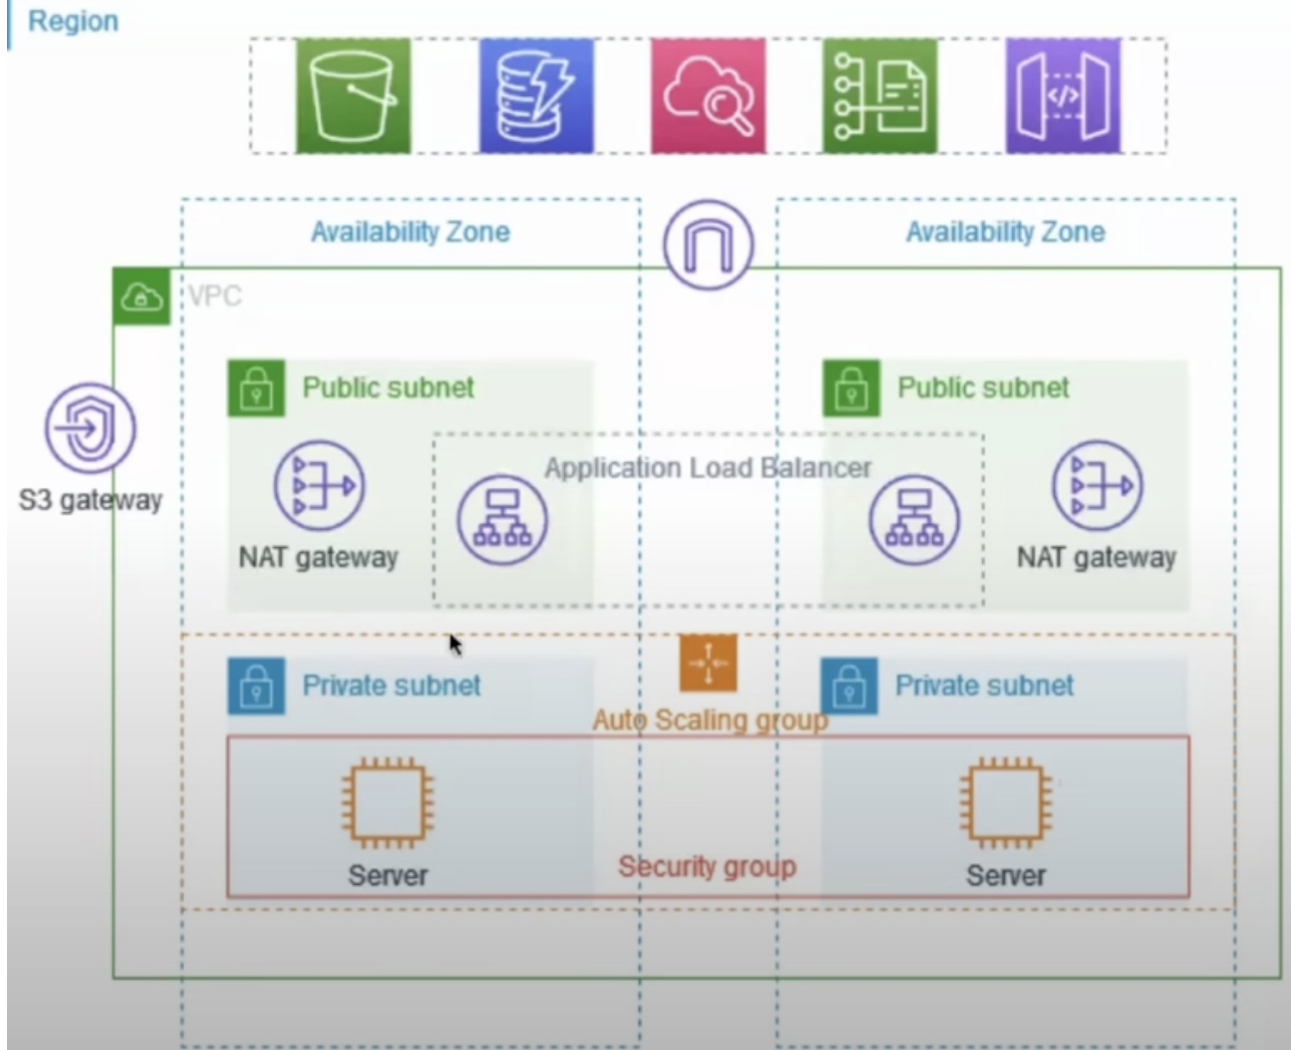 Region
Availability Zone
Availability Zone
VPC
Public subnet
Public subnet
Application Load Balancer
S3 gateway
NAT gateway
NAT gateway
Private subnet
Private subnet
Auto Scaling group
Security group
Server
Server